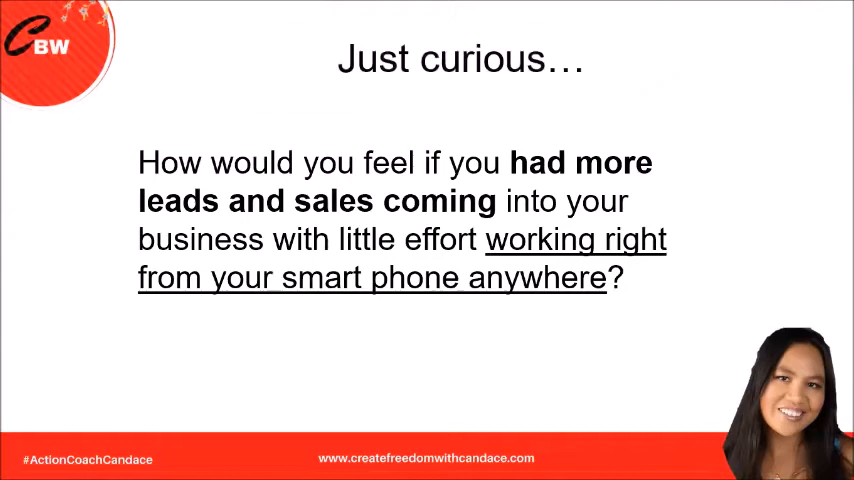 CBW
Just curious…
How would you feel if you had more
leads and sales coming into your
business with little effort working right
from your smart phone anywhere?
#ActionCoachCandace
www.createfreedomwithcandace.com